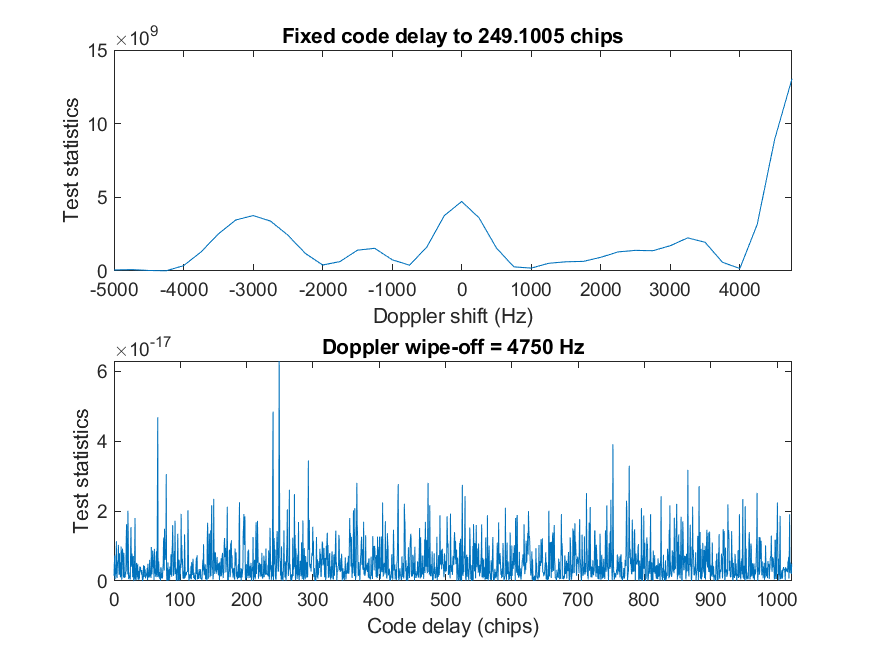 ×10^9
Fixed code delay to 249.1005 chips
15
10
5
0
Test statistics
-5000 -4000 -3000 -2000 -1000 0 1000 2000 3000 4000
Doppler shift (Hz)
×10^-17
Doppler wipe-off = 4750 Hz
6
4
2
0
Test statistics
0 100 200 300 400 500 600 700 800 900 1000
Code delay (chips)